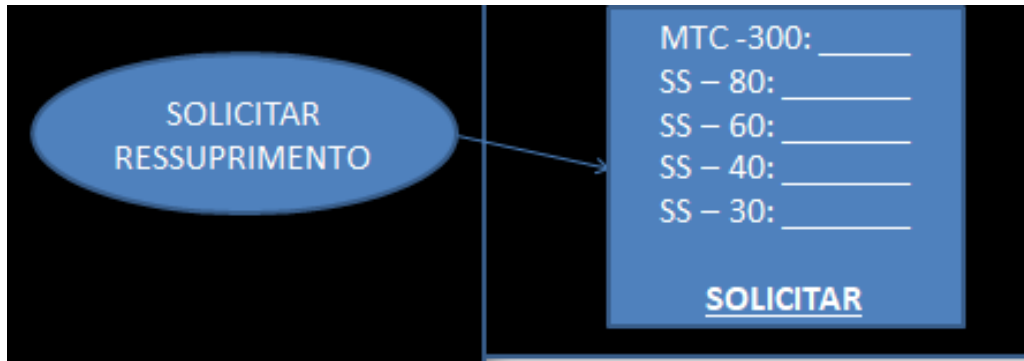 SOLICITAR
RESSUPRIMENTO
MTC -300: ______
SS – 80: ________
SS – 60: ________
SS – 40: ________
SS – 30: ________
SOLICITAR